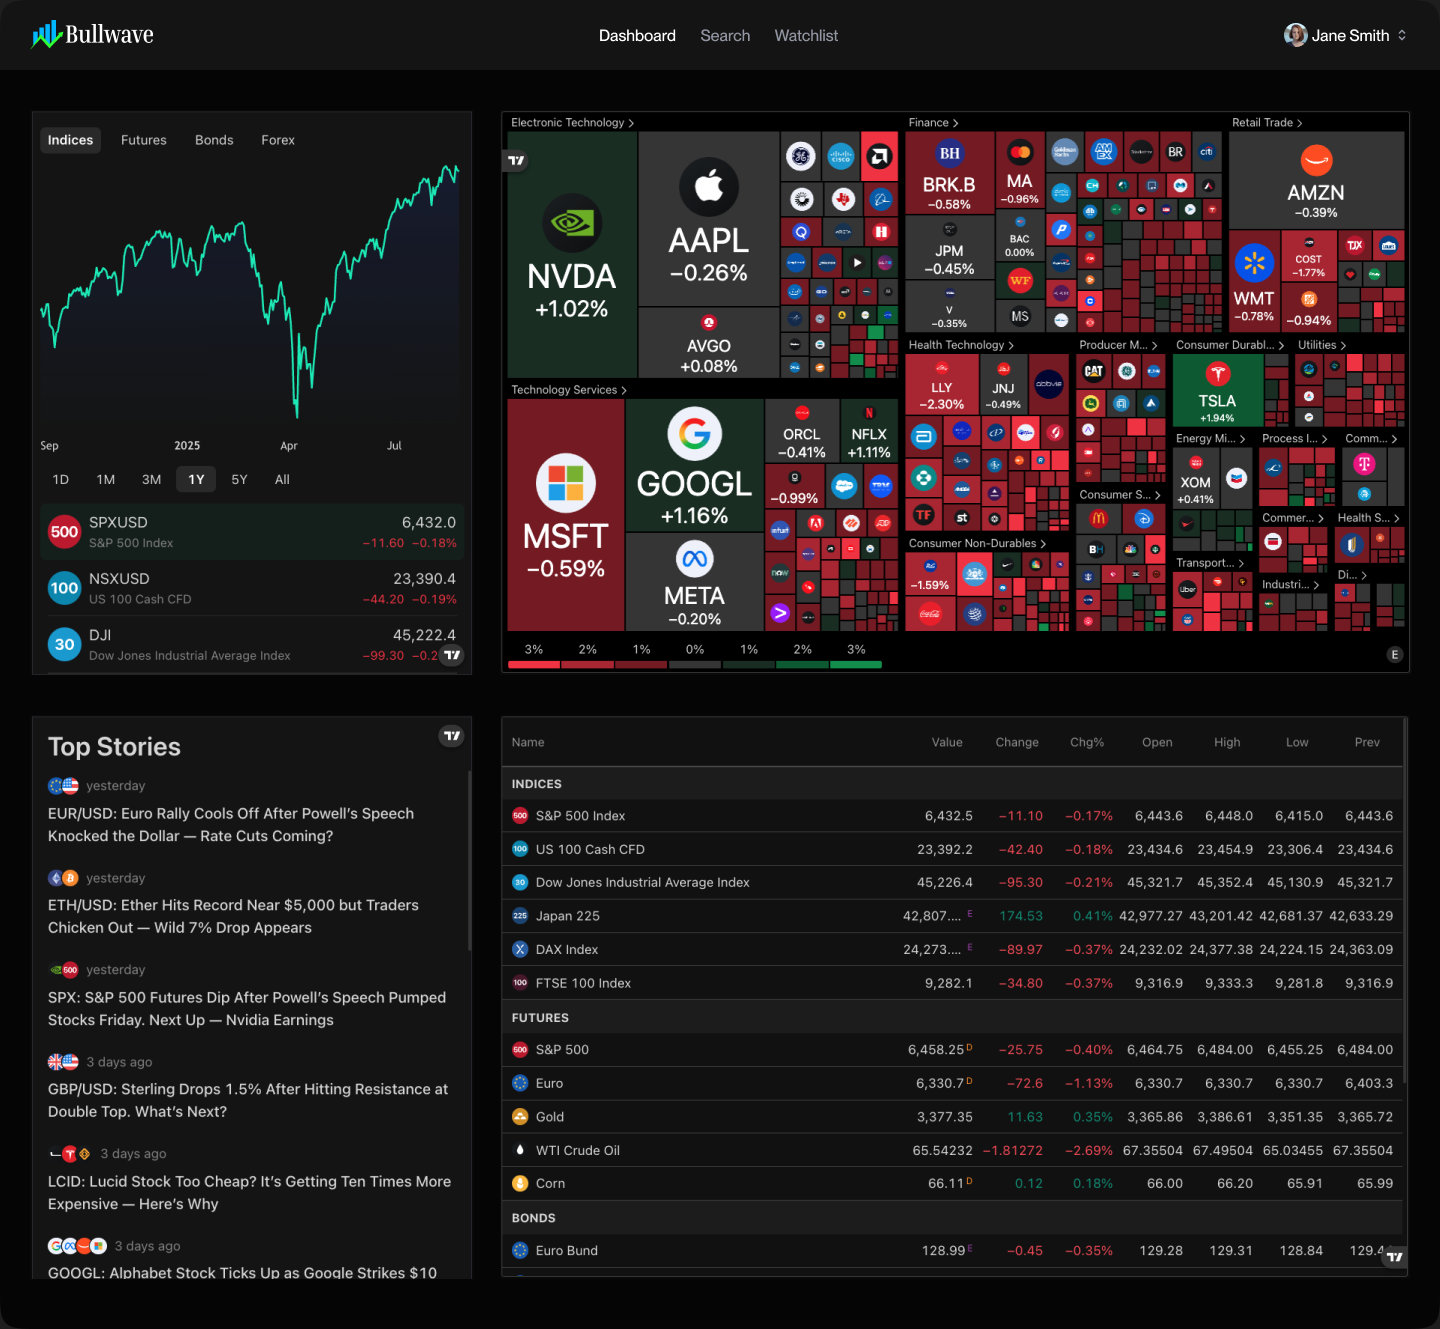 Bullwave
Dashboard Search Watchlist
Jane Smith
Indices Futures Bonds Forex
Sep 2025 Apr Jul
1D 1M 3M 1Y 5Y All
500 SPXUSD 6,432.0
S&P 500 Index −11.60 −0.18%
100 NSXUSD 23,390.4
US 100 Cash CFD −44.20 −0.19%
30 DJI 45,222.4
Dow Jones Industrial Average Index −99.30
Electronic Technology
NVDA
+1.02%
AAPL
−0.26%
AVGO
+0.08%
CISCO
Technology Services
MSFT
−0.59%
GOOGL
+1.16%
META
−0.20%
ORCL
−0.41%
NFLX
+1.11%
−0.99%
now
Finance
BH
BRK.B
−0.58%
MA
−0.96%
JPM
−0.45%
BAC
0.00%
V
−0.35%
WF
MS
AMEX
BR
citi
Retail Trade
AMZN
−0.39%
WMT
−0.78%
COST
−1.77%
−0.94%
TJX
Health Technology
LLY
−2.30%
JNJ
−0.49%
abbvie
TF
st
Producer M...
CAT
Consumer Durabl...
TSLA
+1.94%
Utilities
Energy Mi...
XOM
+0.41%
Process I...
Comm...
Consumer S...
BH
Commer...
Health S...
Consumer Non-Durables
P&G
−1.59%
Transport...
Uber
Industri...
Di...
3% 2% 1% 0% 1% 2% 3%
E
Top Stories
yesterday
EUR/USD: Euro Rally Cools Off After Powell’s Speech
Knocked the Dollar — Rate Cuts Coming?
yesterday
ETH/USD: Ether Hits Record Near $5,000 but Traders
Chicken Out — Wild 7% Drop Appears
500 yesterday
SPX: S&P 500 Futures Dip After Powell’s Speech Pumped
Stocks Friday. Next Up — Nvidia Earnings
3 days ago
GBP/USD: Sterling Drops 1.5% After Hitting Resistance at
Double Top. What’s Next?
3 days ago
LCID: Lucid Stock Too Cheap? It’s Getting Ten Times More
Expensive — Here’s Why
3 days ago
GOOGL: Alphabet Stock Ticks Up as Google Strikes $10
Name Value Change Chg% Open High Low Prev
INDICES
500 S&P 500 Index 6,432.5 −11.10 −0.17% 6,443.6 6,448.0 6,415.0 6,443.6
100 US 100 Cash CFD 23,392.2 −42.40 −0.18% 23,434.6 23,454.9 23,306.4 23,434.6
30 Dow Jones Industrial Average Index 45,226.4 −95.30 −0.21% 45,321.7 45,352.4 45,130.9 45,321.7
225 Japan 225 42,807.... E 174.53 0.41% 42,977.27 43,201.42 42,681.37 42,633.29
X DAX Index 24,273.... E −89.97 −0.37% 24,232.02 24,377.38 24,224.15 24,363.09
100 FTSE 100 Index 9,282.1 −34.80 −0.37% 9,316.9 9,333.3 9,281.8 9,316.9
FUTURES
500 S&P 500 6,458.25 D −25.75 −0.40% 6,464.75 6,484.00 6,455.25 6,484.00
Euro 6,330.7 D −72.6 −1.13% 6,330.7 6,330.7 6,330.7 6,403.3
Gold 3,377.35 11.63 0.35% 3,365.86 3,386.61 3,351.35 3,365.72
WTI Crude Oil 65.54232 −1.81272 −2.69% 67.35504 67.49504 65.03455 67.35504
Corn 66.11 D 0.12 0.18% 66.00 66.20 65.91 65.99
BONDS
Euro Bund 128.99 E −0.45 −0.35% 129.28 129.31 128.84